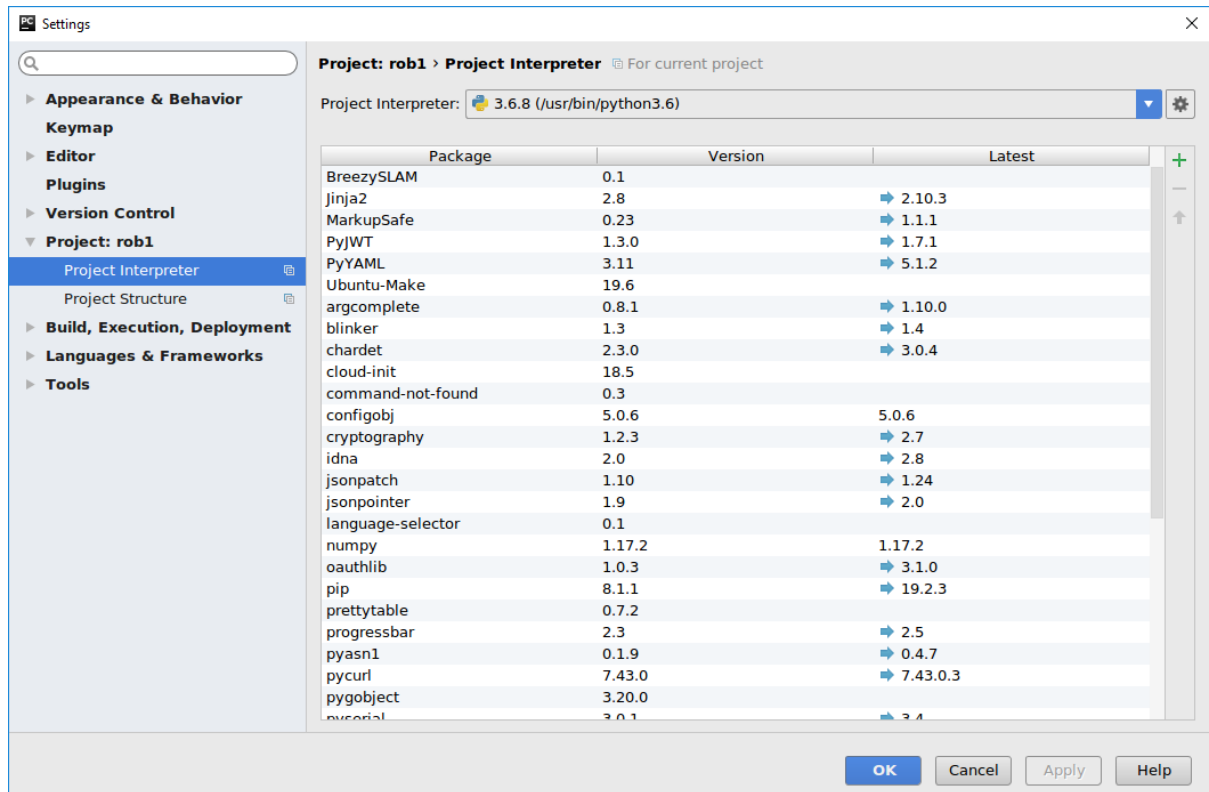 PC Settings
Project: rob1 › Project Interpreter For current project
Appearance & Behavior
Keymap
Editor
Plugins
Version Control
Project: rob1
Project Interpreter
Project Structure
Build, Execution, Deployment
Languages & Frameworks
Tools
Project Interpreter: 3.6.8 (/usr/bin/python3.6)
Package Version Latest
BreezySLAM 0.1
Jinja2 2.8 2.10.3
MarkupSafe 0.23 1.1.1
PyJWT 1.3.0 1.7.1
PyYAML 3.11 5.1.2
Ubuntu-Make 19.6
argcomplete 0.8.1 1.10.0
blinker 1.3 1.4
chardet 2.3.0 3.0.4
cloud-init 18.5
command-not-found 0.3
configobj 5.0.6 5.0.6
cryptography 1.2.3 2.7
idna 2.0 2.8
jsonpatch 1.10 1.24
jsonpointer 1.9 2.0
language-selector 0.1
numpy 1.17.2 1.17.2
oauthlib 1.0.3 3.1.0
pip 8.1.1 19.2.3
prettytable 0.7.2
progressbar 2.3 2.5
pyasn1 0.1.9 0.4.7
pycurl 7.43.0 7.43.0.3
pygobject 3.20.0
pyserial 3.0.1 3.4
OK Cancel Apply Help